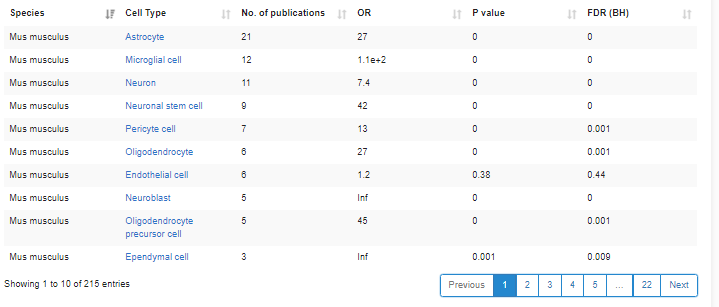 Species Cell Type No. of publications OR P value FDR (BH)
Mus musculus Astrocyte 21 27 0 0
Mus musculus Microglial cell 12 1.1e+2 0 0
Mus musculus Neuron 11 7.4 0 0
Mus musculus Neuronal stem cell 9 42 0 0
Mus musculus Pericyte cell 7 13 0 0.001
Mus musculus Oligodendrocyte 6 27 0 0.001
Mus musculus Endothelial cell 6 1.2 0.38 0.44
Mus musculus Neuroblast 5 Inf 0 0
Mus musculus Oligodendrocyte 5 45 0 0.001
precursor cell
Mus musculus Ependymal cell 3 Inf 0.001 0.009
Showing 1 to 10 of 215 entries Previous 1 2 3 4 5 ... 22 Next